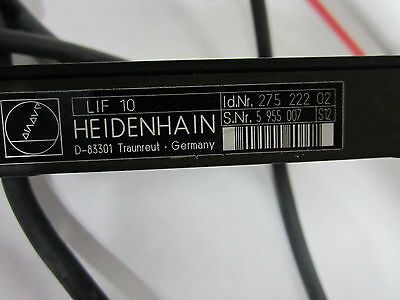 LIF 10
HEIDENHAIN
D-83301 Traunreut · Germany
Id.Nr. 275 222 02
S.Nr. 5 955 007 S12